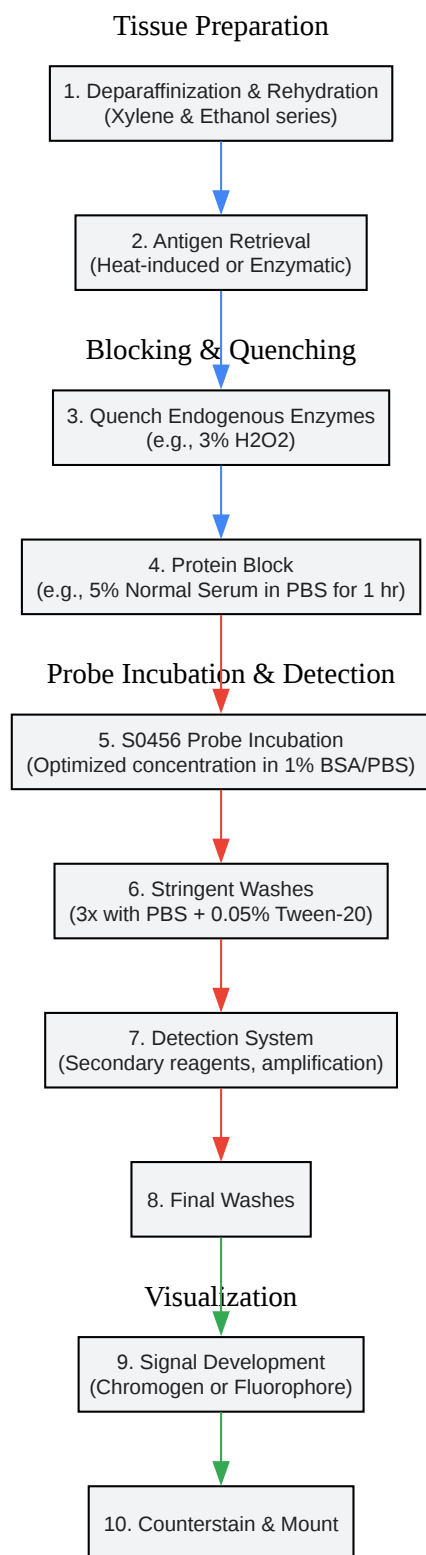 Tissue Preparation
1. Deparaffinization & Rehydration
(Xylene & Ethanol series)
2. Antigen Retrieval
(Heat-induced or Enzymatic)
Blocking & Quenching
3. Quench Endogenous Enzymes
(e.g., 3% H2O2)
4. Protein Block
(e.g., 5% Normal Serum in PBS for 1 hr)
Probe Incubation & Detection
5. S0456 Probe Incubation
(Optimized concentration in 1% BSA/PBS)
6. Stringent Washes
(3x with PBS + 0.05% Tween-20)
7. Detection System
(Secondary reagents, amplification)
8. Final Washes
Visualization
9. Signal Development
(Chromogen or Fluorophore)
10. Counterstain & Mount